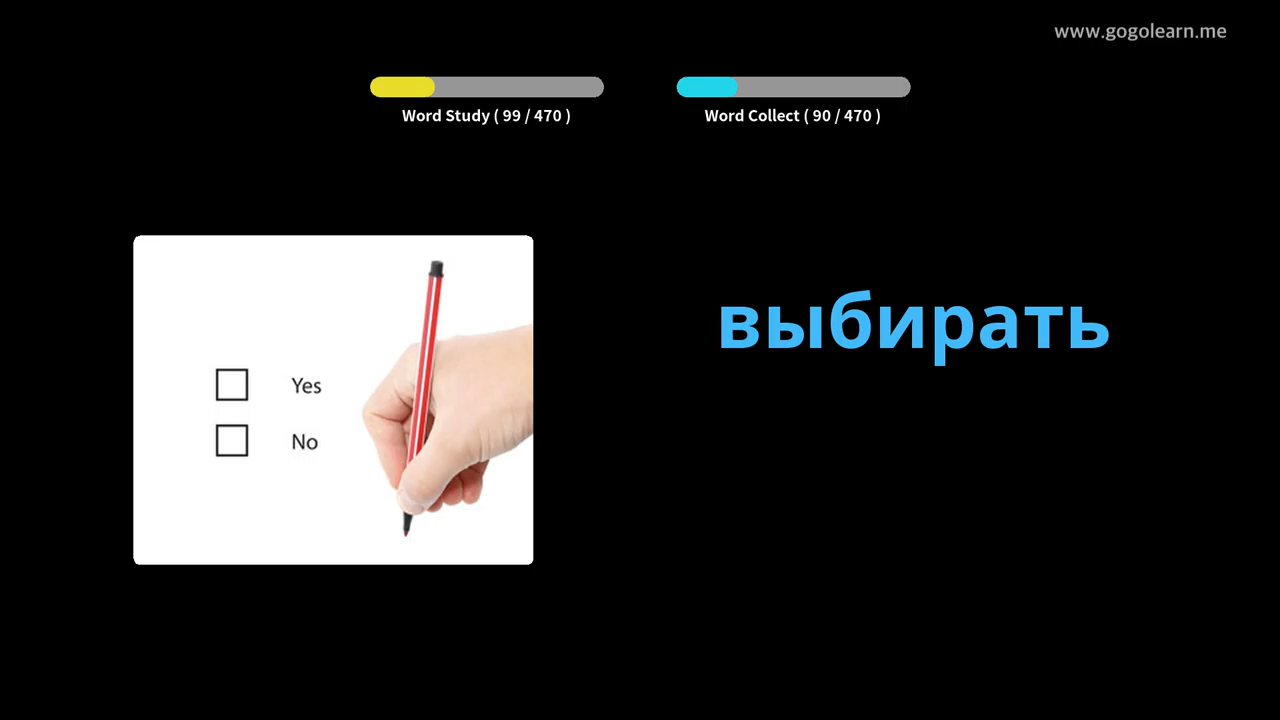 www.gogolearn.me
Word Study ( 99 / 470 )
Word Collect ( 90 / 470 )
выбирать
Yes
No